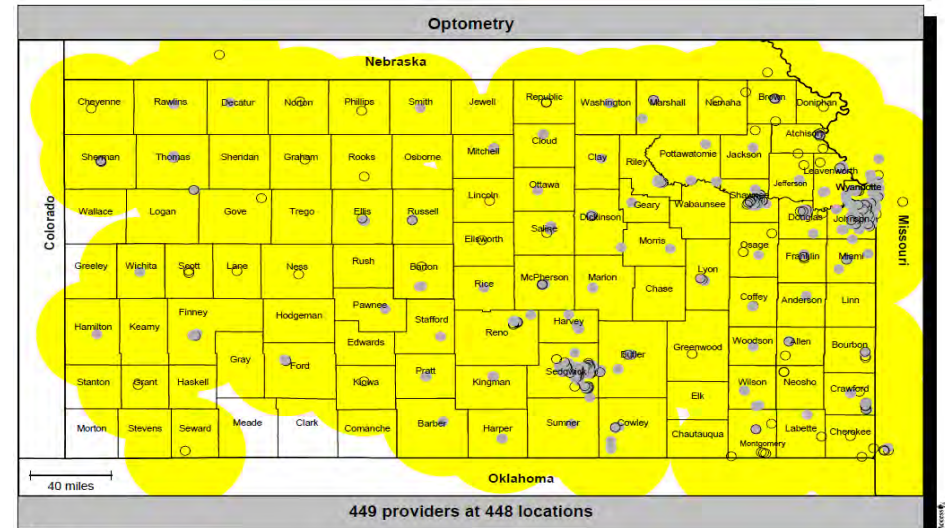 Optometry
Nebraska
Cheyenne Rawlins Decatur Norton Phillips Smith Jewell Republic Washington Marshall Nemaha Brown Doniphan
Atchison
Cloud
Sherman Thomas Sheridan Graham Rooks Osborne Mitchell Clay Riley Pottawatomie Jackson
Leavenworth
Jefferson
Ottawa
Wyandotte
Lincoln
Wallace Logan Gove Trego Ellis Russell Dickinson Geary Wabaunsee Shawnee Douglas Johnson
Colorado
Missouri
Saline
Ellsworth Morris Osage
Greeley Wichita Scott Lane Ness Rush Barton Lyon Franklin Miami
Rice McPherson Marion
Chase
Pawnee Coffey Anderson Linn
Finney Hodgeman Stafford
Hamilton Kearny Reno Harvey
Edwards Woodson Allen Bourbon
Gray Ford Butler Greenwood
Stanton Grant Haskell Kiowa Pratt Kingman Sedgwick Wilson Neosho Crawford
Elk
Morton Stevens Seward Meade Clark Comanche Barber Harper Sumner Cowley Labette Cherokee
Chautauqua Montgomery
40 miles
Oklahoma
449 providers at 448 locations